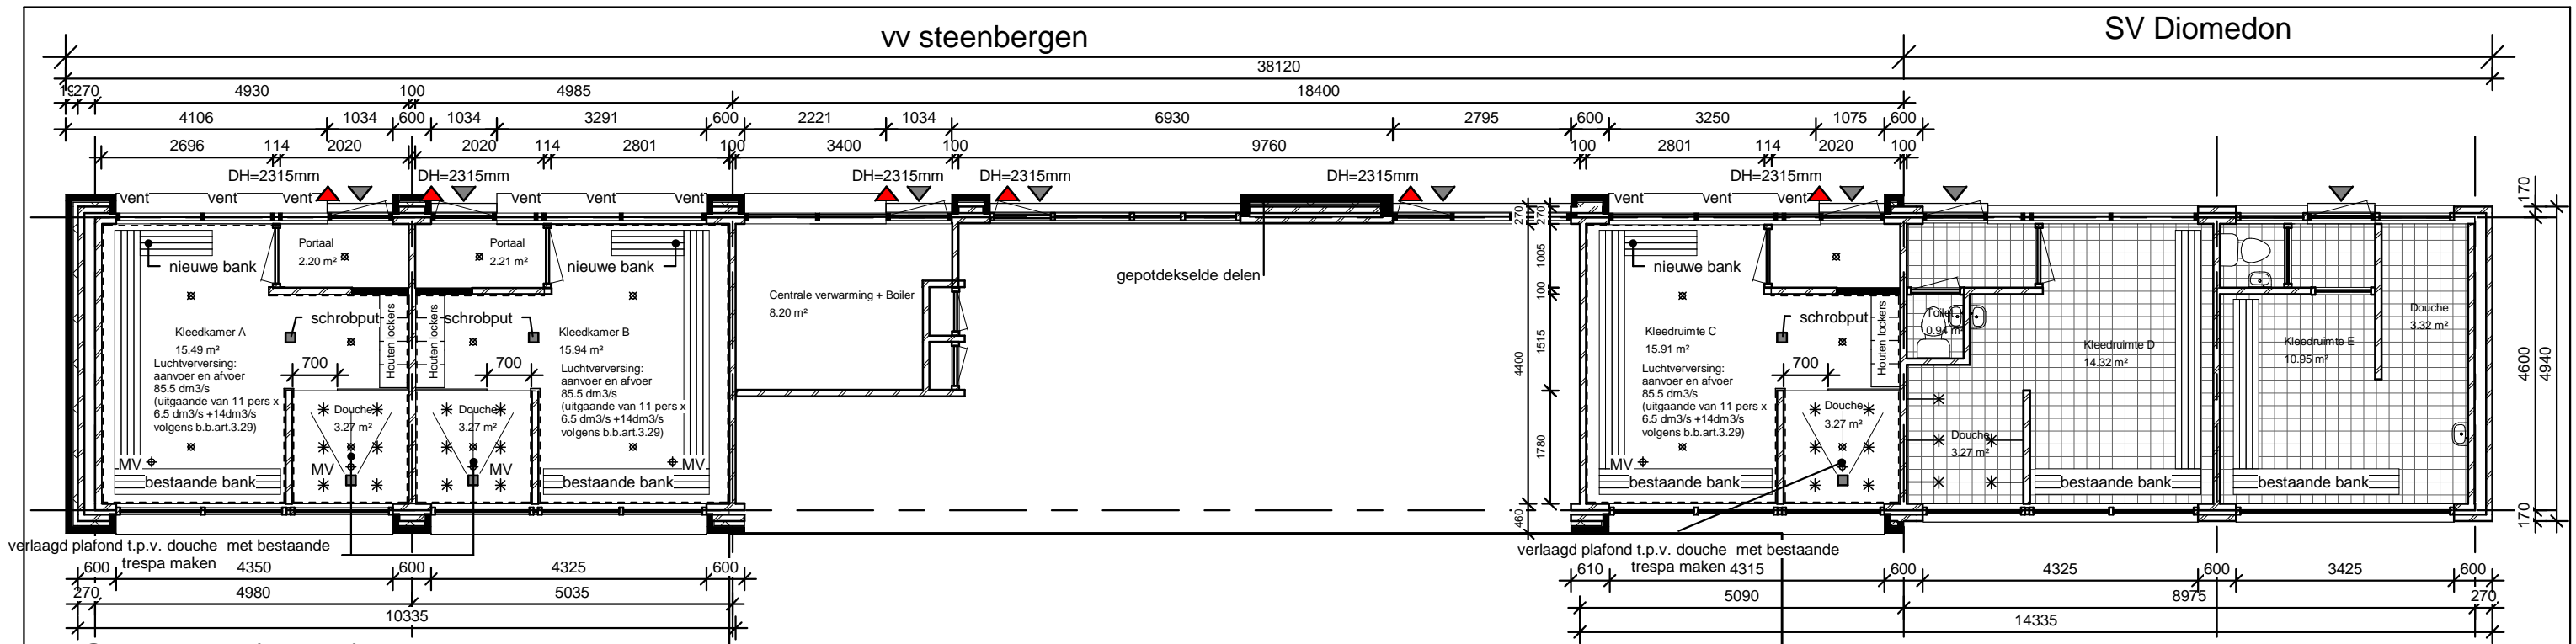 vv steenbergen
SV Diomedon
38120
270 4930 100 4985 18400
4106 1034 600 1034 3291 600 2221 1034 6930 2795 600 3250 1075 600
2696 114 2020 2020 114 2801 100 3400 100 9760 100 2801 114 2020 100
DH=2315mm DH=2315mm DH=2315mm DH=2315mm DH=2315mm DH=2315mm
vent vent vent vent vent vent vent vent vent
Portaal
2.20 m²
Portaal
2.21 m²
nieuwe bank
nieuwe bank
nieuwe bank
gepotdekselde delen
Centrale verwarming + Boiler
8.20 m²
schrobput
schrobput
schrobput
Houten lockers
Houten lockers
Houten lockers
Kleedkamer A
15.49 m²
Luchtverversing:
aanvoer en afvoer
85.5 dm3/s
(uitgaande van 11 pers x
6.5 dm3/s +14dm3/s
volgens b.b.art.3.29)
700
Douche
3.27 m²
MV
MV
bestaande bank
Kleedkamer B
15.94 m²
Luchtverversing:
aanvoer en afvoer
85.5 dm3/s
(uitgaande van 11 pers x
6.5 dm3/s +14dm3/s
volgens b.b.art.3.29)
700
Douche
3.27 m²
MV
MV
bestaande bank
270
270
1005
100
1515
4400
1780
460
Kleedruimte C
15.91 m²
Luchtverversing:
aanvoer en afvoer
85.5 dm3/s
(uitgaande van 11 pers x
6.5 dm3/s +14dm3/s
volgens b.b.art.3.29)
700
Douche
3.27 m²
MV
bestaande bank
Toilet
0.94 m²
Kleedruimte D
14.32 m²
Douche
3.27 m²
bestaande bank
Kleedruimte E
10.95 m²
Douche
3.32 m²
bestaande bank
170
4600
4940
170
verlaagd plafond t.p.v. douche met bestaande
trespa maken
verlaagd plafond t.p.v. douche met bestaande
trespa maken
600 4350 600 4325 600 610 4315 600 4325 600 3425 600
270 4980 5035 5090 8975 270
10335 14335